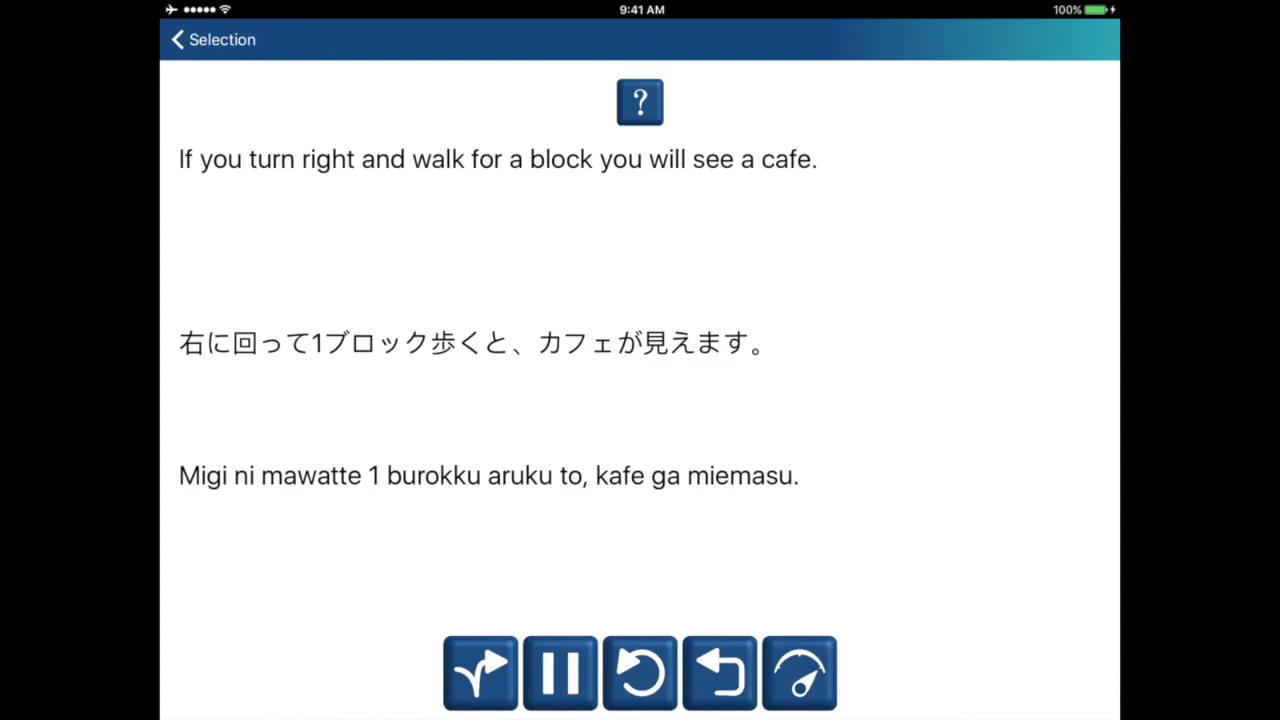 9:41 AM
100%
Selection
?
If you turn right and walk for a block you will see a cafe.
右に回って1ブロック歩くと、カフェが見えます。
Migi ni mawatte 1 burokku aruku to, kafe ga miemasu.